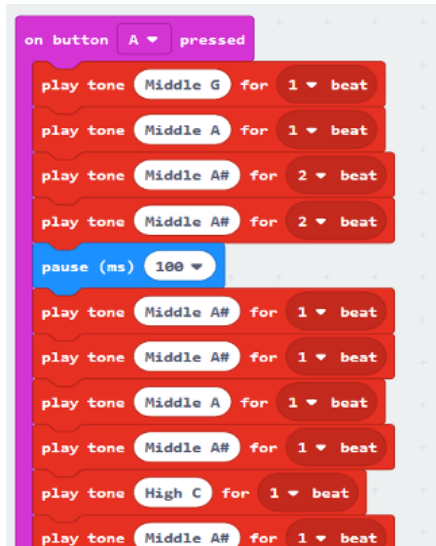 on button A pressed
play tone Middle G for 1 beat
play tone Middle A for 1 beat
play tone Middle A# for 2 beat
play tone Middle A# for 2 beat
pause (ms) 100
play tone Middle A# for 1 beat
play tone Middle A# for 1 beat
play tone Middle A for 1 beat
play tone Middle A# for 1 beat
play tone High C for 1 beat
play tone Middle A# for 1 beat